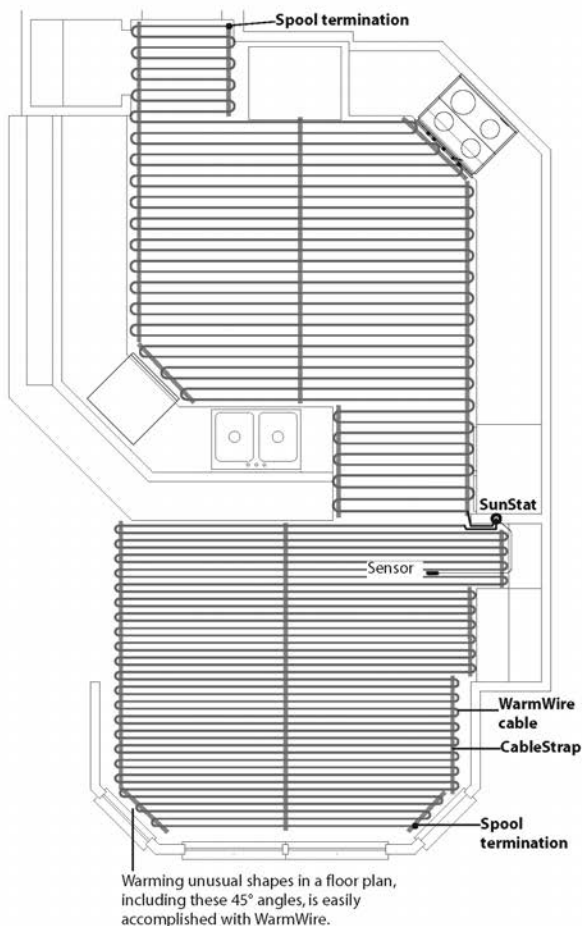 Spool termination
SunStat
Sensor
WarmWire
cable
CableStrap
Spool
termination
Warming unusual shapes in a floor plan,
including these 45° angles, is easily
accomplished with WarmWire.